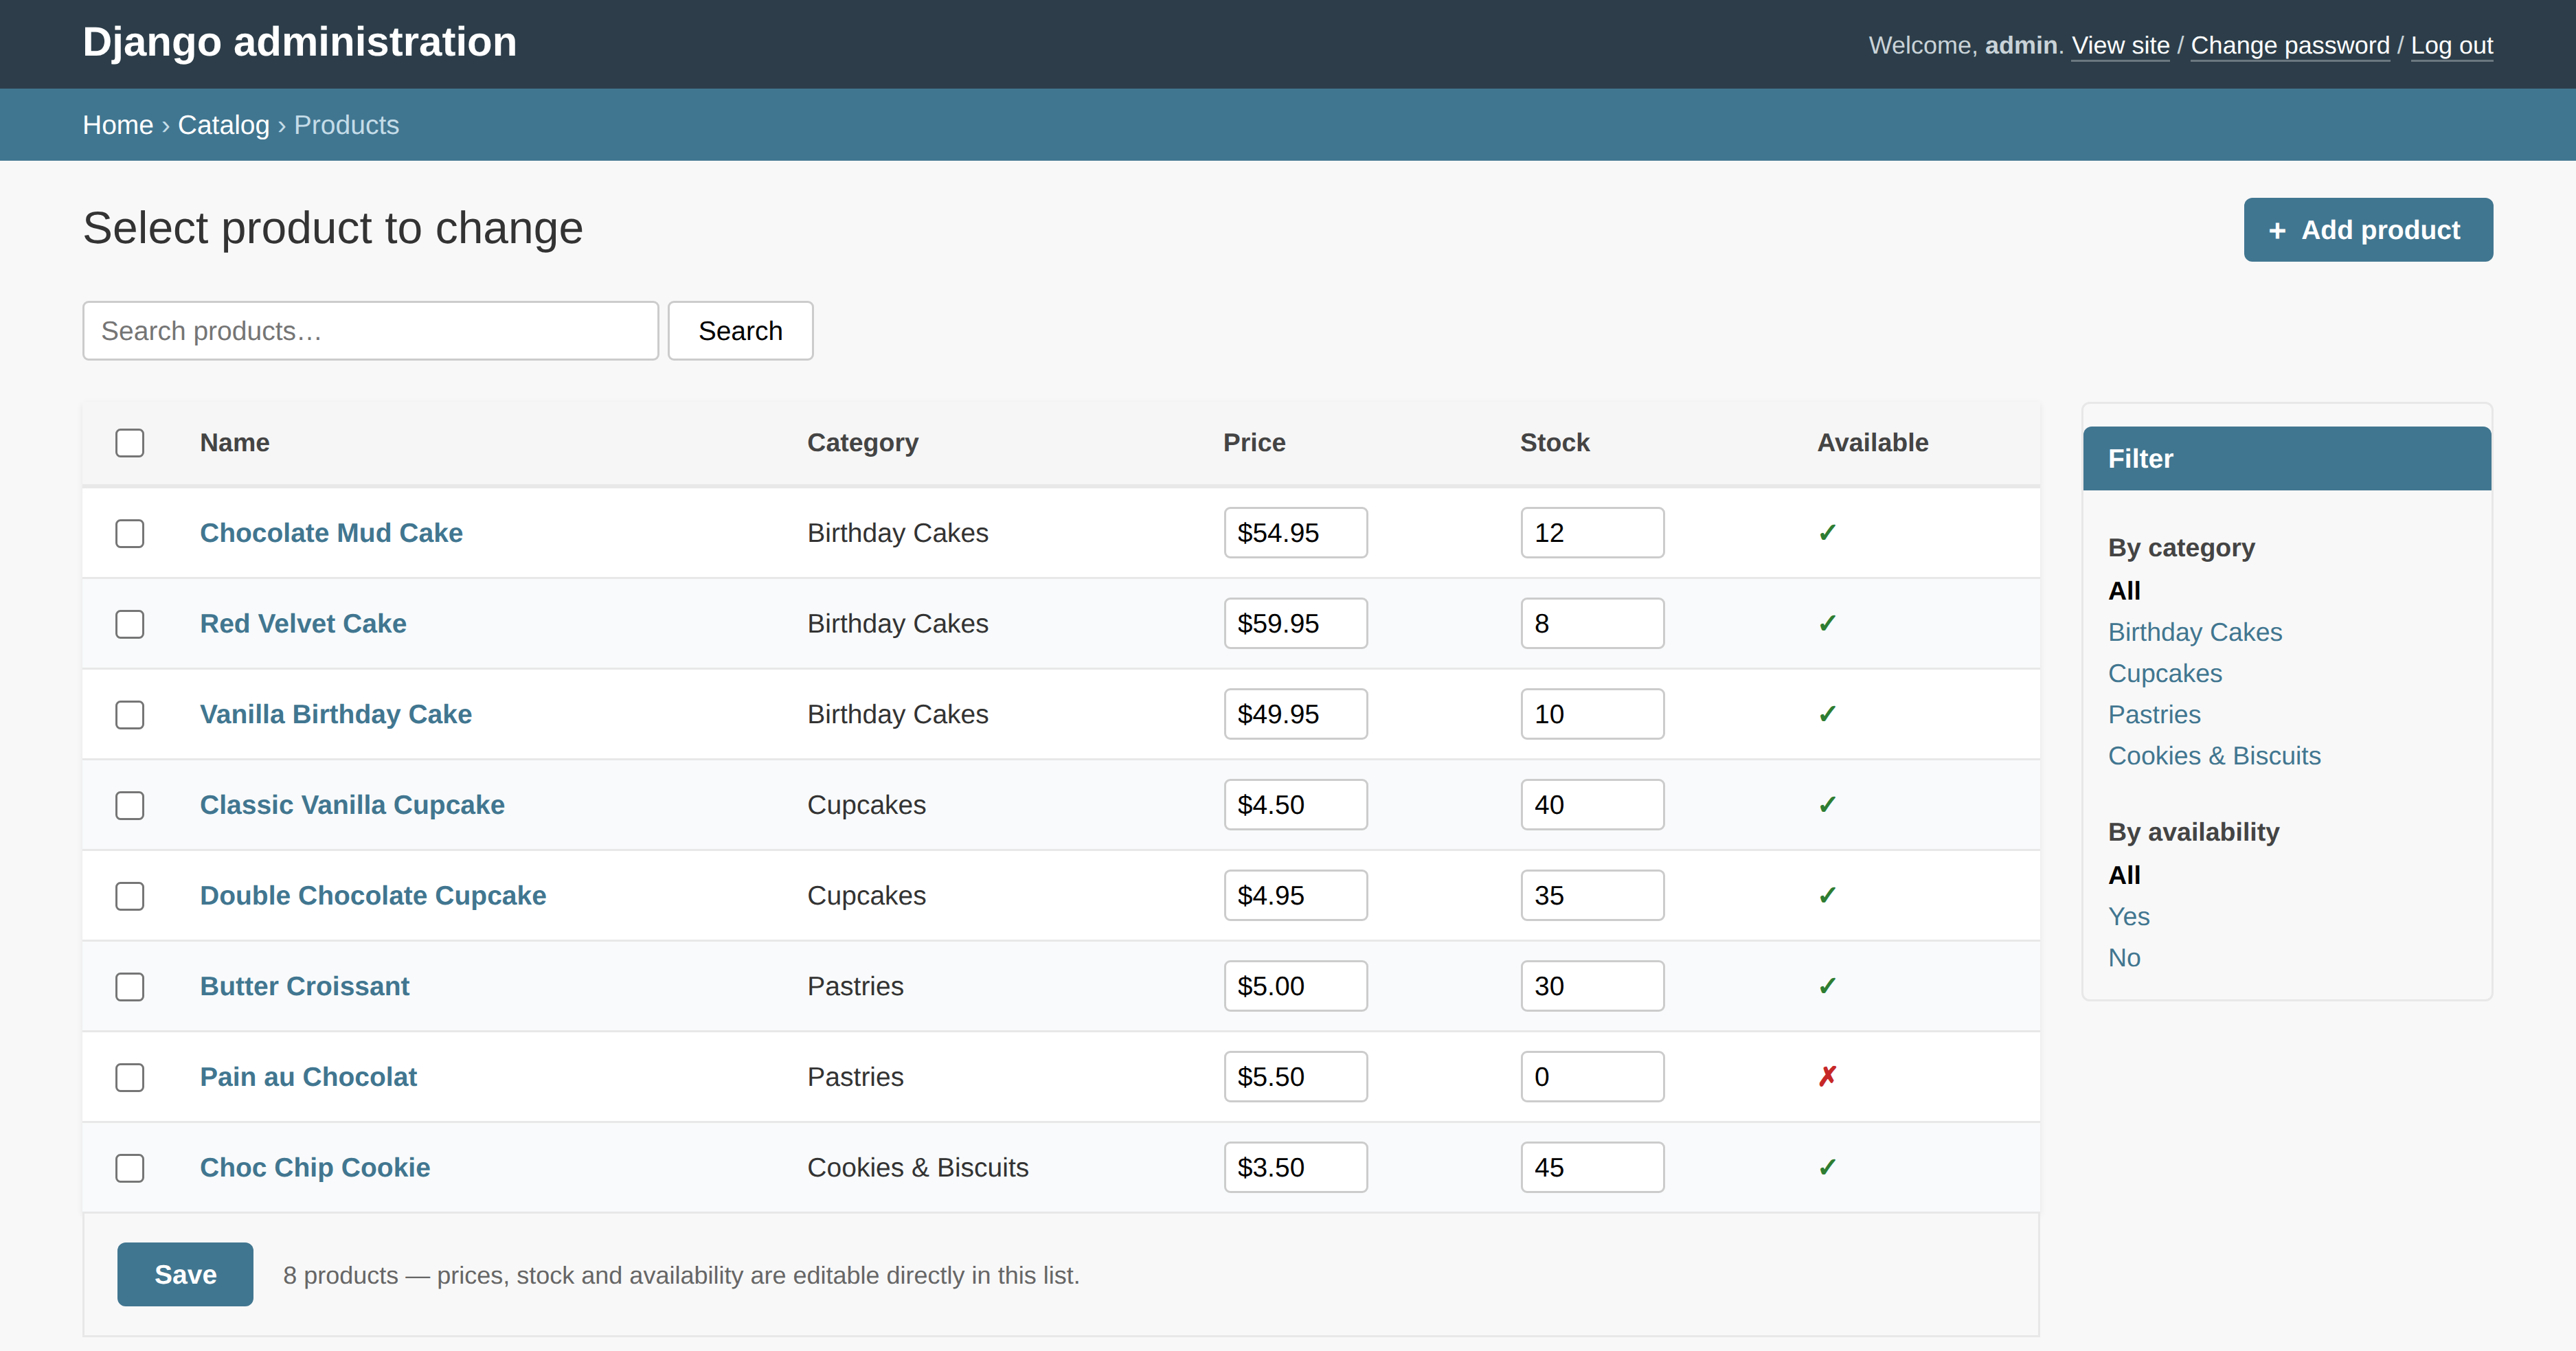 Django administration
Welcome, admin. View site / Change password / Log out
Home › Catalog › Products
Select product to change
+ Add product
Search products…
Search
Name Category Price Stock Available
Chocolate Mud Cake Birthday Cakes $54.95 12 ✓
Red Velvet Cake Birthday Cakes $59.95 8 ✓
Vanilla Birthday Cake Birthday Cakes $49.95 10 ✓
Classic Vanilla Cupcake Cupcakes $4.50 40 ✓
Double Chocolate Cupcake Cupcakes $4.95 35 ✓
Butter Croissant Pastries $5.00 30 ✓
Pain au Chocolat Pastries $5.50 0 ✗
Choc Chip Cookie Cookies & Biscuits $3.50 45 ✓
Save
8 products — prices, stock and availability are editable directly in this list.
Filter
By category
All
Birthday Cakes
Cupcakes
Pastries
Cookies & Biscuits
By availability
All
Yes
No